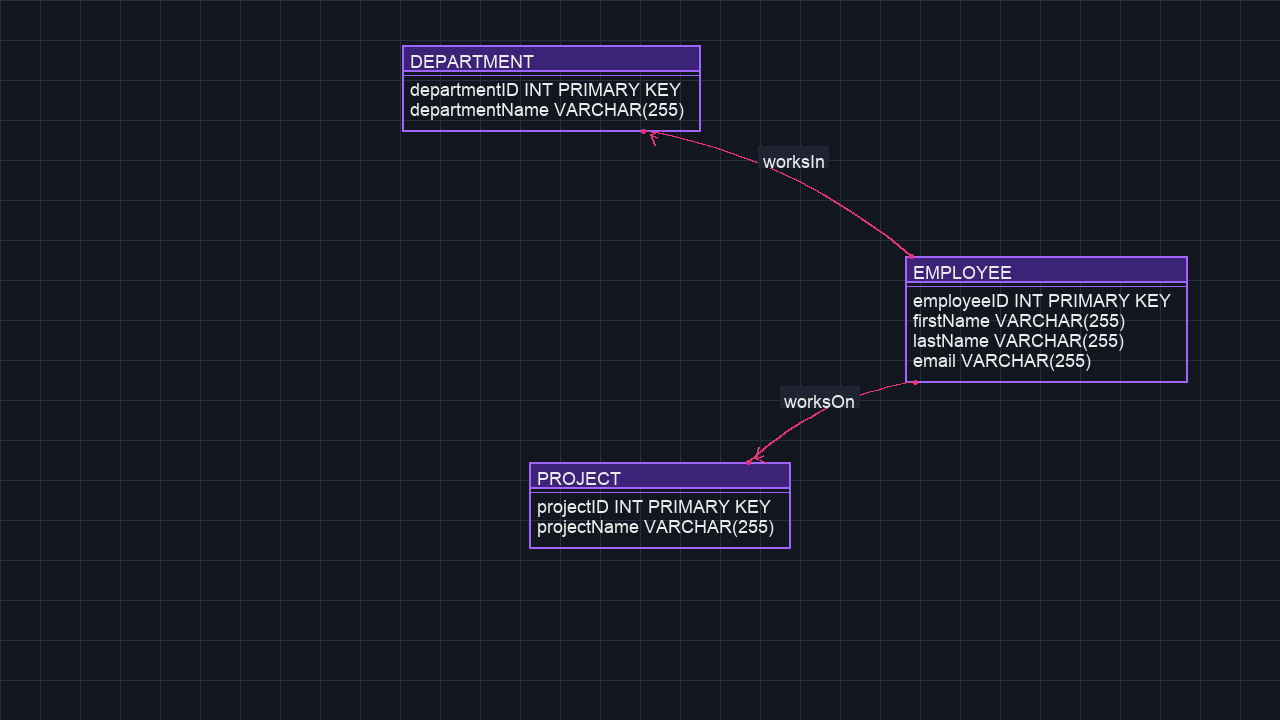 DEPARTMENT
departmentID INT PRIMARY KEY
departmentName VARCHAR(255)
worksIn
EMPLOYEE
employeeID INT PRIMARY KEY
firstName VARCHAR(255)
lastName VARCHAR(255)
email VARCHAR(255)
worksOn
PROJECT
projectID INT PRIMARY KEY
projectName VARCHAR(255)